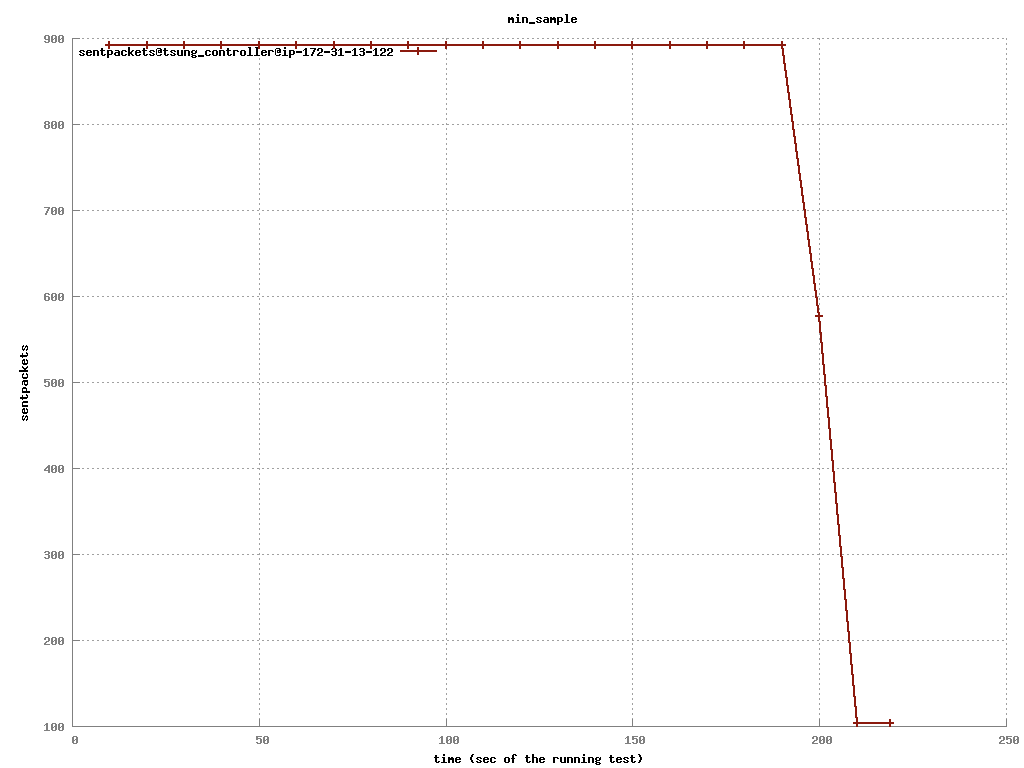 min_sample
900
sentpackets@tsung_controller@ip-172-31-13-122
800
700
600
500
400
300
200
100
sentpackets
0 50 100 150 200 250
time (sec of the running test)